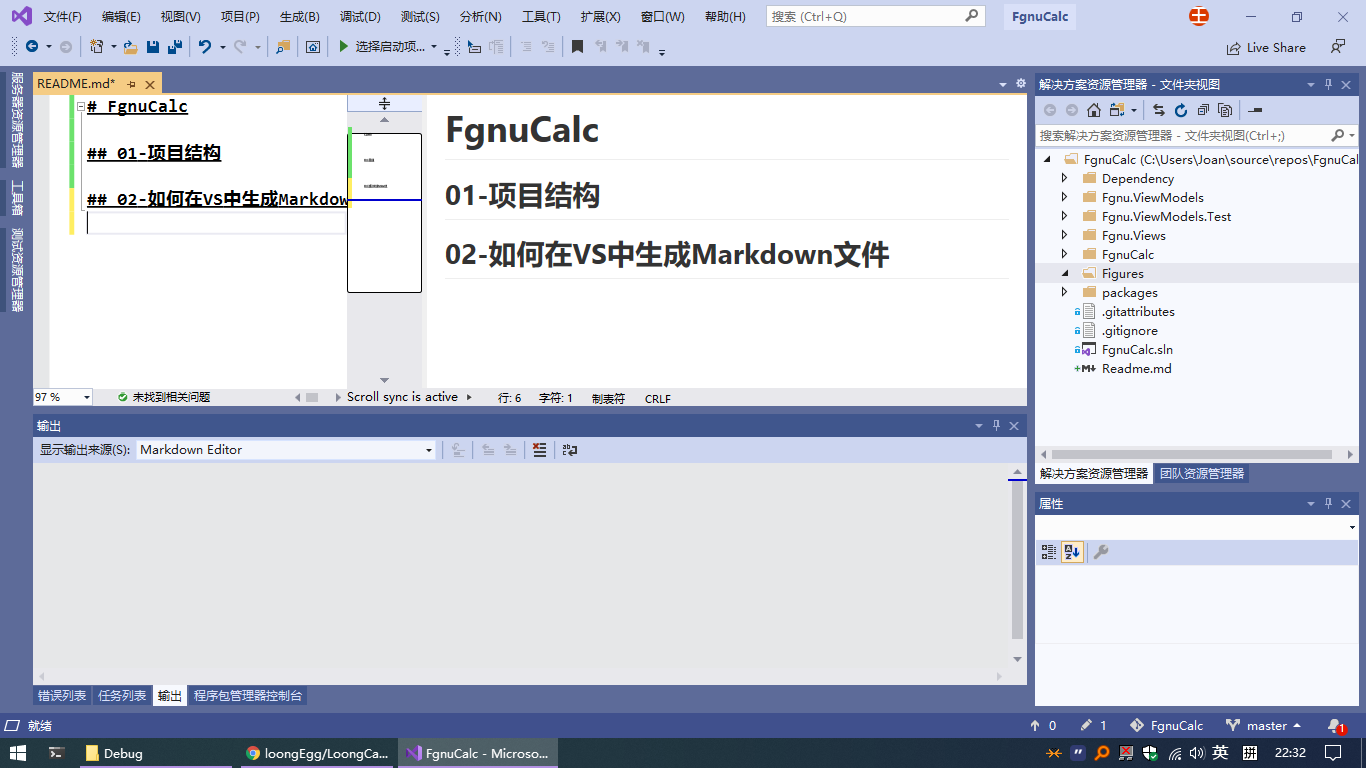 文件(F) 编辑(E) 视图(V) 项目(P) 生成(B) 调试(D) 测试(S) 分析(N) 工具(T) 扩展(X) 窗口(W) 帮助(H) 搜索 (Ctrl+Q) FgnuCalc
选择启动项... Live Share
服务器资源管理器
工具箱
测试资源管理器
README.md*
# FgnuCalc
## 01-项目结构
## 02-如何在VS中生成Markdow
FgnuCalc
01-项目结构
02-如何在VS中生成Markdown文件
97 % 未找到相关问题 Scroll sync is active 行: 6 字符: 1 制表符 CRLF
输出
显示输出来源(S): Markdown Editor
错误列表 任务列表 输出 程序包管理器控制台
解决方案资源管理器 - 文件夹视图
搜索解决方案资源管理器 - 文件夹视图(Ctrl+;)
FgnuCalc (C:\Users\Joan\source\repos\FgnuCal
Dependency
Fgnu.ViewModels
Fgnu.ViewModels.Test
Fgnu.Views
FgnuCalc
Figures
packages
.gitattributes
.gitignore
FgnuCalc.sln
Readme.md
解决方案资源管理器 团队资源管理器
属性
就绪 0 1 FgnuCalc master 1
Debug loongEgg/LoongCa... FgnuCalc - Microso... 英 拼 22:32